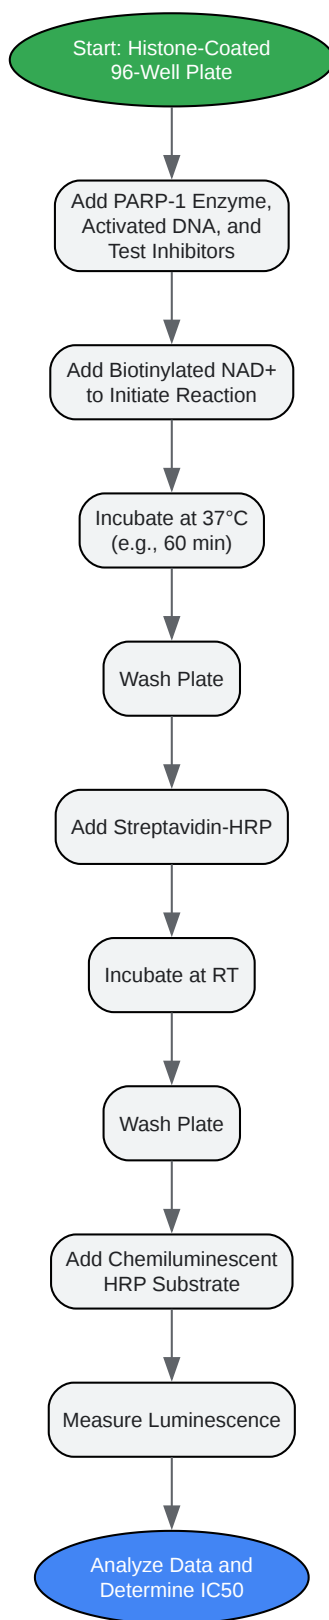 Start: Histone-Coated
96-Well Plate
Add PARP-1 Enzyme,
Activated DNA, and
Test Inhibitors
Add Biotinylated NAD+
to Initiate Reaction
Incubate at 37°C
(e.g., 60 min)
Wash Plate
Add Streptavidin-HRP
Incubate at RT
Wash Plate
Add Chemiluminescent
HRP Substrate
Measure Luminescence
Analyze Data and
Determine IC50